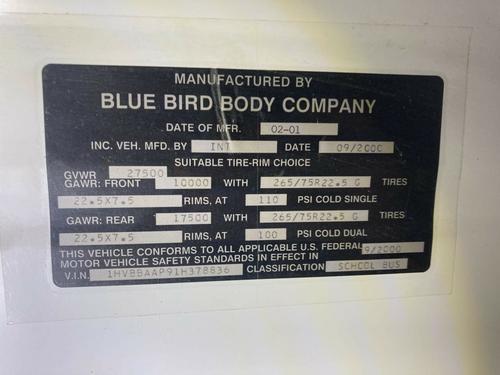 MANUFACTURED BY
BLUE BIRD BODY COMPANY
DATE OF MFR. 02-01
INC. VEH. MFD. BY INT DATE 09/2000
SUITABLE TIRE-RIM CHOICE
GVWR 27500
GAWR: FRONT 10000 WITH 265/75R22.5 G TIRES
22.5X7.5 RIMS, AT 110 PSI COLD SINGLE
GAWR: REAR 17500 WITH 265/75R22.5 G TIRES
22.5X7.5 RIMS, AT 100 PSI COLD DUAL
THIS VEHICLE CONFORMS TO ALL APPLICABLE U.S. FEDERAL 9/2000
MOTOR VEHICLE SAFETY STANDARDS IN EFFECT IN
V.I.N. 1HVBBAAP91H378836 CLASSIFICATION SCHOOL BUS